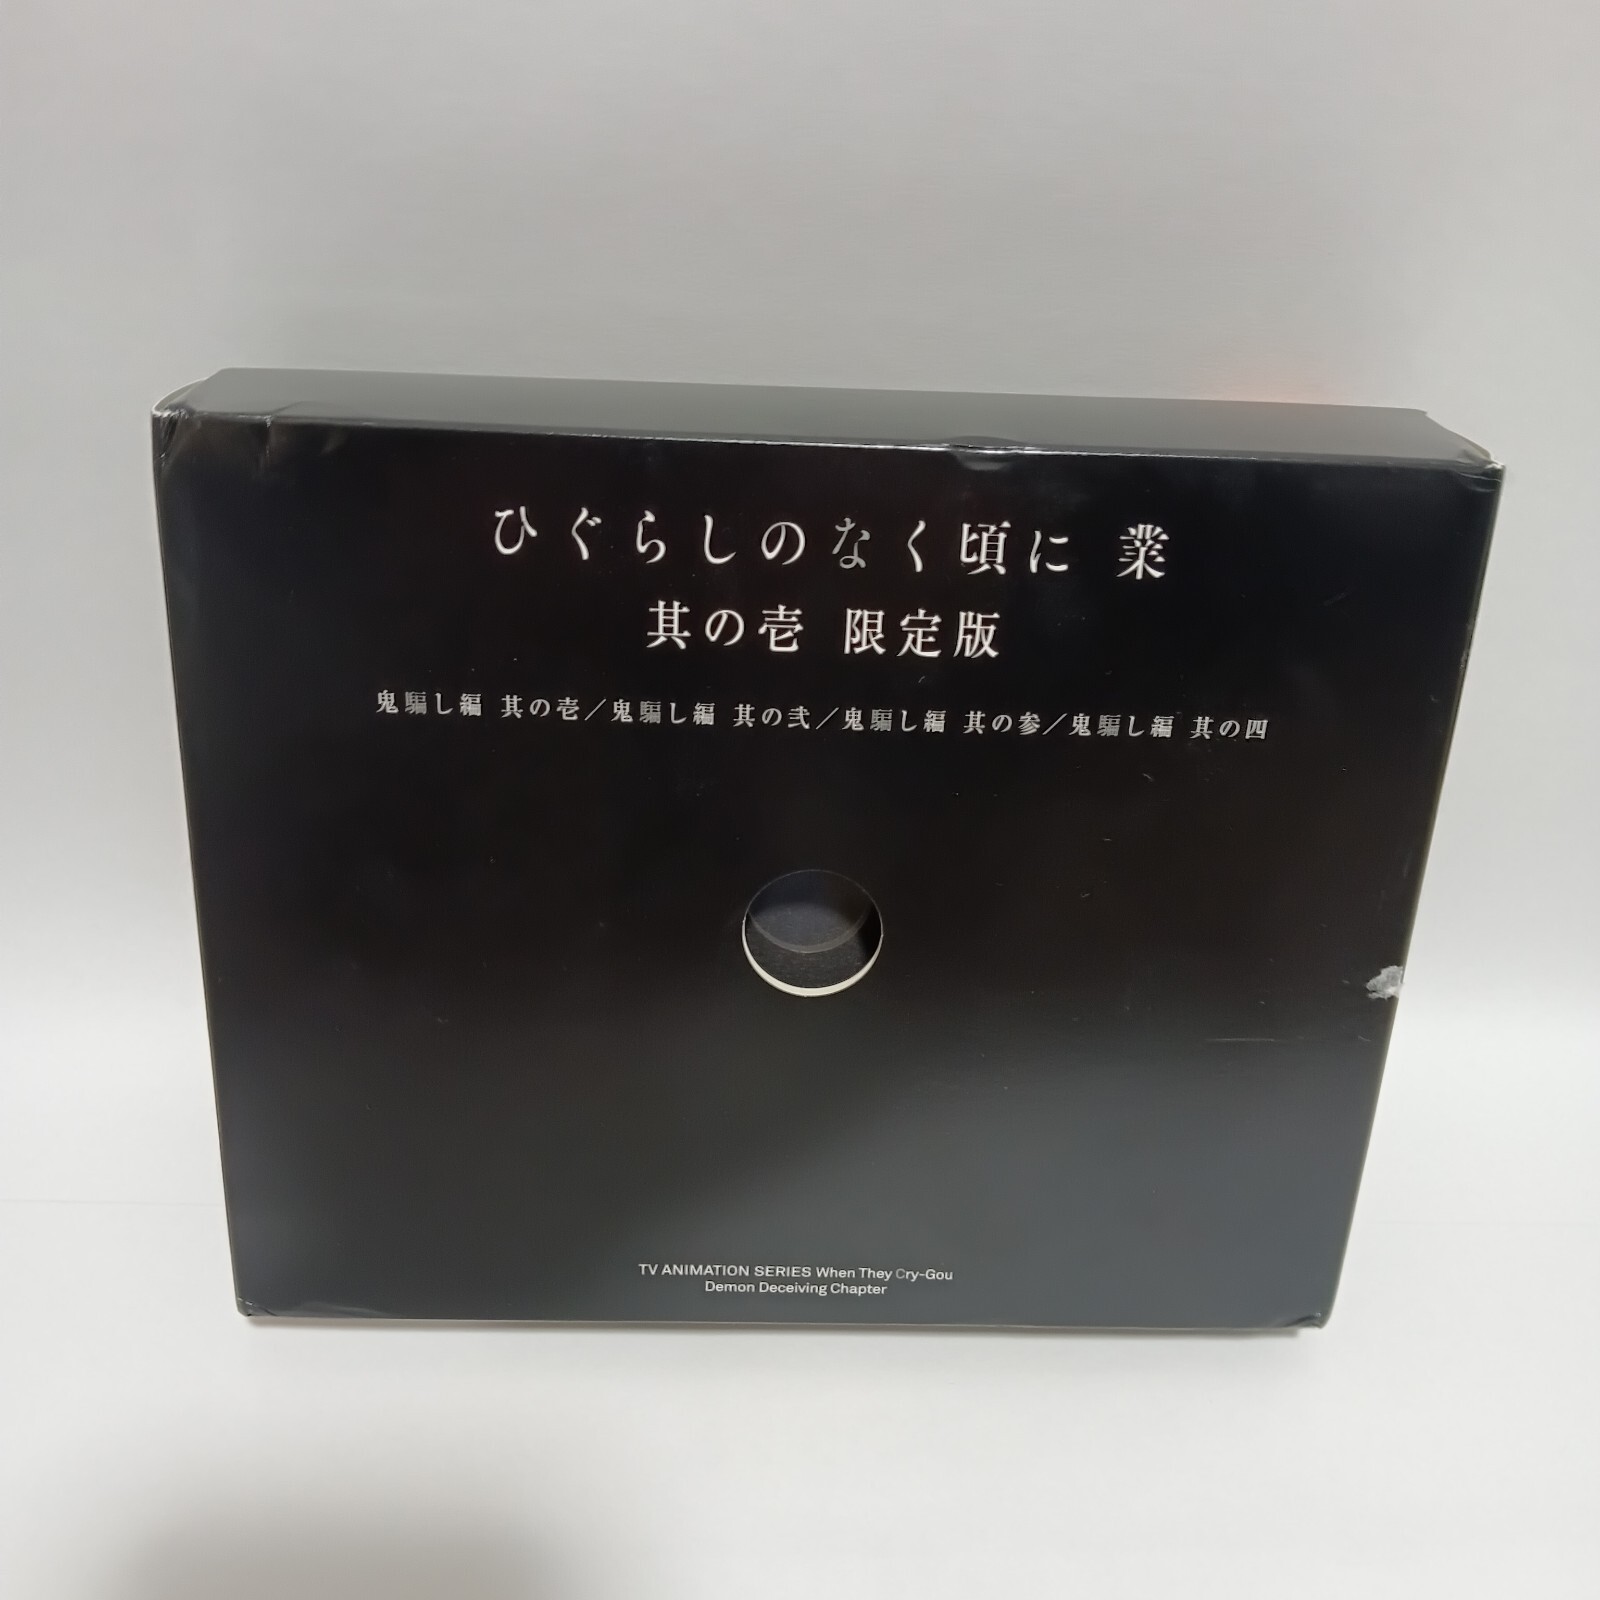 ひぐらしのなく頃に 業
其の壱 限定版
鬼騙し編 其の壱/鬼騙し編 其の弐/鬼騙し編 其の参/鬼騙し編 其の四
TV ANIMATION SERIES When They Cry-Gou
Demon Deceiving Chapter